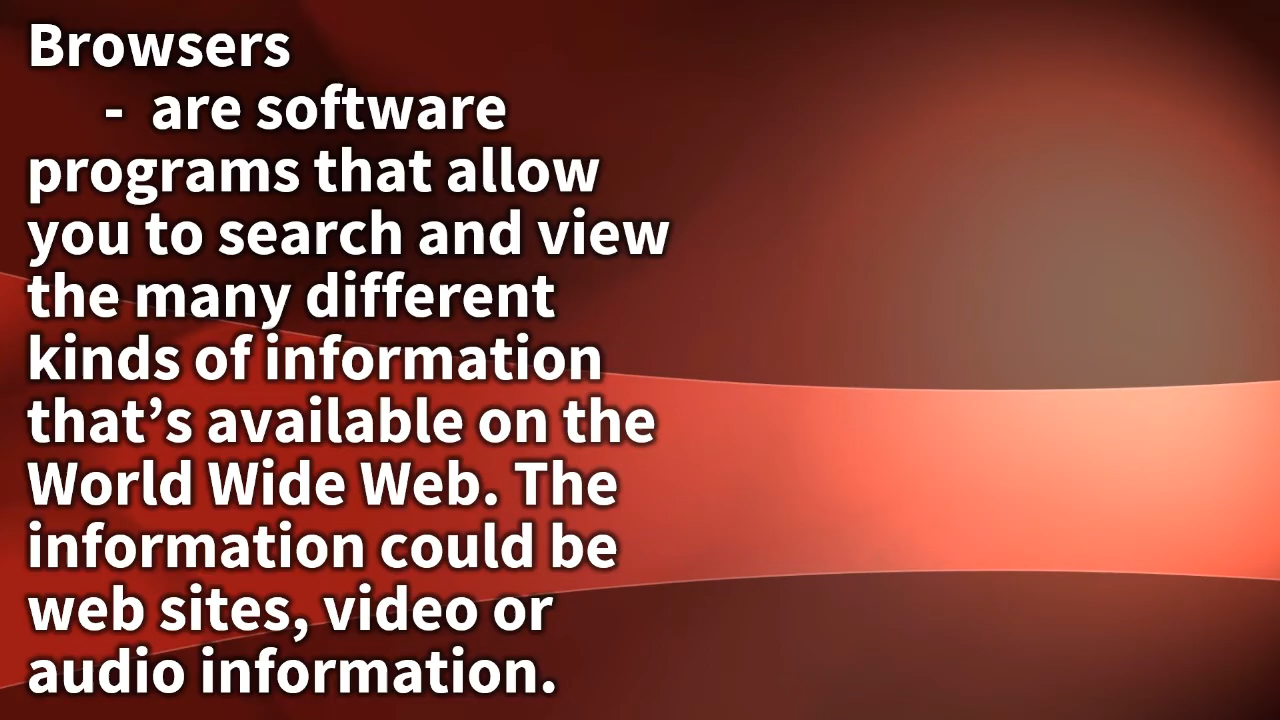 Browsers
- are software
programs that allow
you to search and view
the many different
kinds of information
that’s available on the
World Wide Web. The
information could be
web sites, video or
audio information.